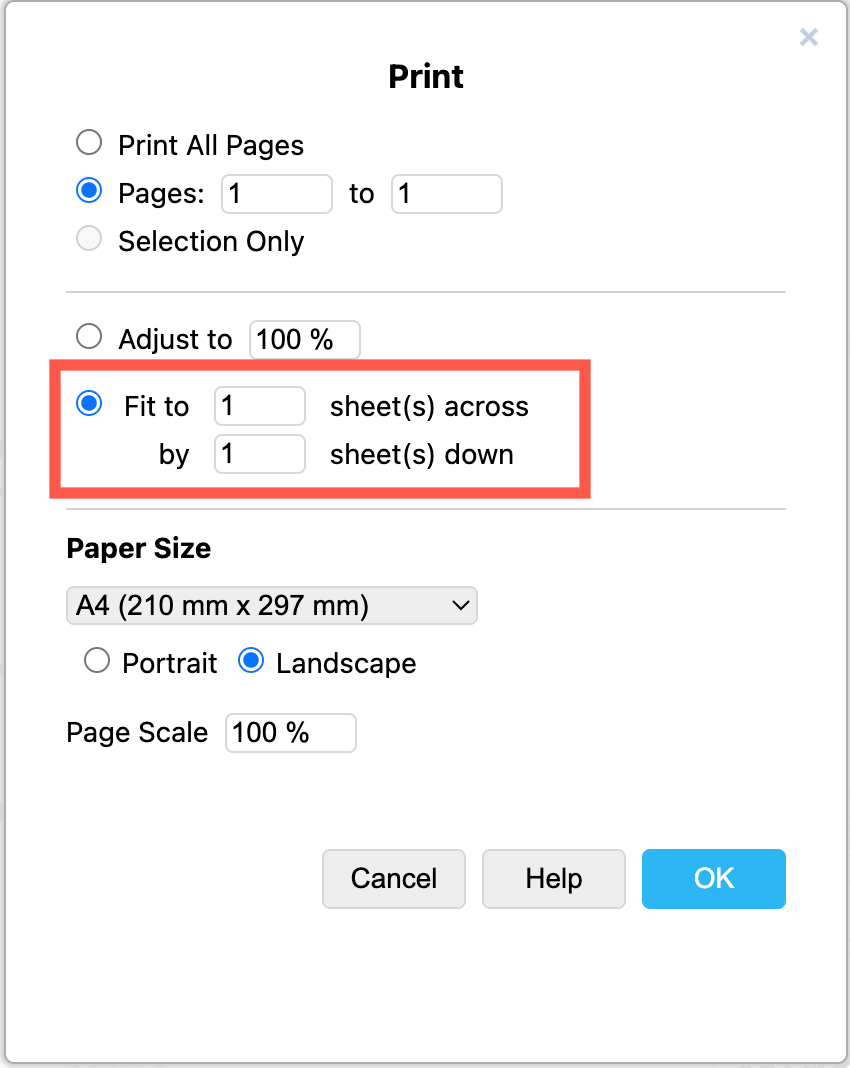 Print
Print All Pages
Pages: 1 to 1
Selection Only
Adjust to 100 %
Fit to 1 sheet(s) across
by 1 sheet(s) down
Paper Size
A4 (210 mm x 297 mm)
Portrait Landscape
Page Scale 100 %
Cancel Help OK